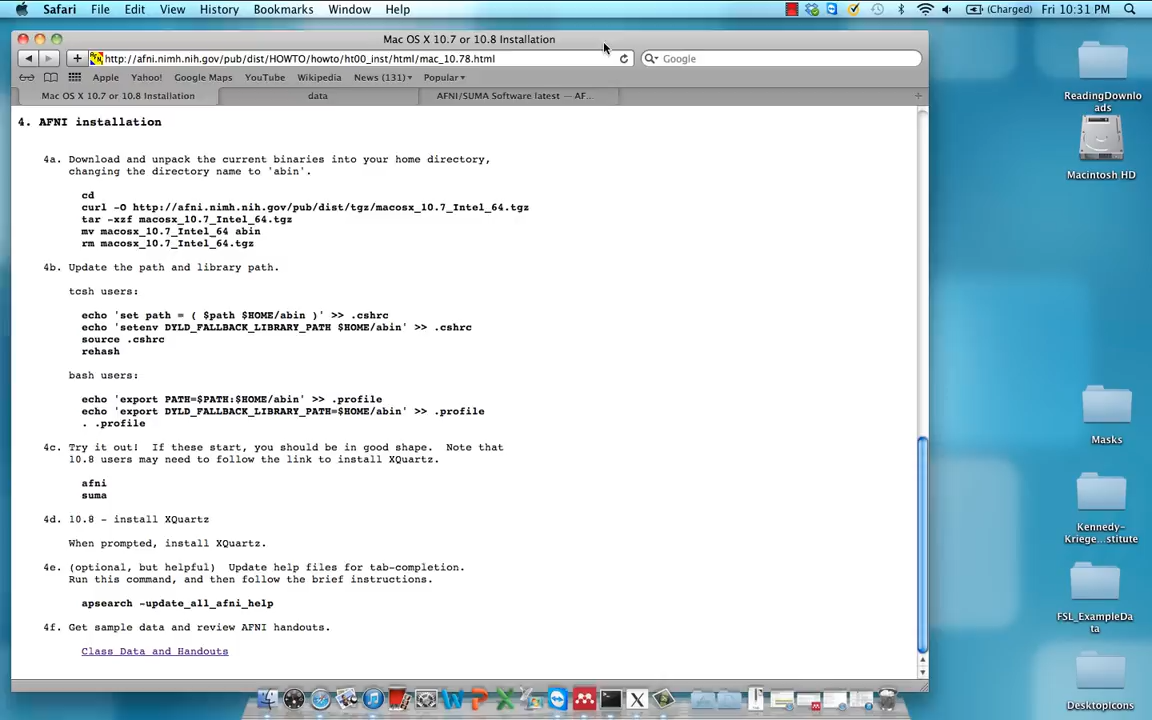 Safari File Edit View History Bookmarks Window Help (Charged) Fri 10:31 PM
Mac OS X 10.7 or 10.8 Installation
http://afni.nimh.nih.gov/pub/dist/HOWTO/howto/ht00_inst/html/mac_10.78.html Google
Apple Yahoo! Google Maps YouTube Wikipedia News (131) Popular
Mac OS X 10.7 or 10.8 Installation data AFNI/SUMA Software latest — AF...
4. AFNI installation
4a. Download and unpack the current binaries into your home directory,
changing the directory name to 'abin'.
cd
curl -O http://afni.nimh.nih.gov/pub/dist/tgz/macosx_10.7_Intel_64.tgz
tar -xzf macosx_10.7_Intel_64.tgz
mv macosx_10.7_Intel_64 abin
rm macosx_10.7_Intel_64.tgz
4b. Update the path and library path.
tcsh users:
echo 'set path = ( $path $HOME/abin )' >> .cshrc
echo 'setenv DYLD_FALLBACK_LIBRARY_PATH $HOME/abin' >> .cshrc
source .cshrc
rehash
bash users:
echo 'export PATH=$PATH:$HOME/abin' >> .profile
echo 'export DYLD_FALLBACK_LIBRARY_PATH=$HOME/abin' >> .profile
. .profile
4c. Try it out! If these start, you should be in good shape. Note that
10.8 users may need to follow the link to install XQuartz.
afni
suma
4d. 10.8 - install XQuartz
When prompted, install XQuartz.
4e. (optional, but helpful) Update help files for tab-completion.
Run this command, and then follow the brief instructions.
apsearch -update_all_afni_help
4f. Get sample data and review AFNI handouts.
Class Data and Handouts
ReadingDownlo
ads
Macintosh HD
Masks
Kennedy-
Kriege...stitute
FSL_ExampleDa
ta
DesktopIcons